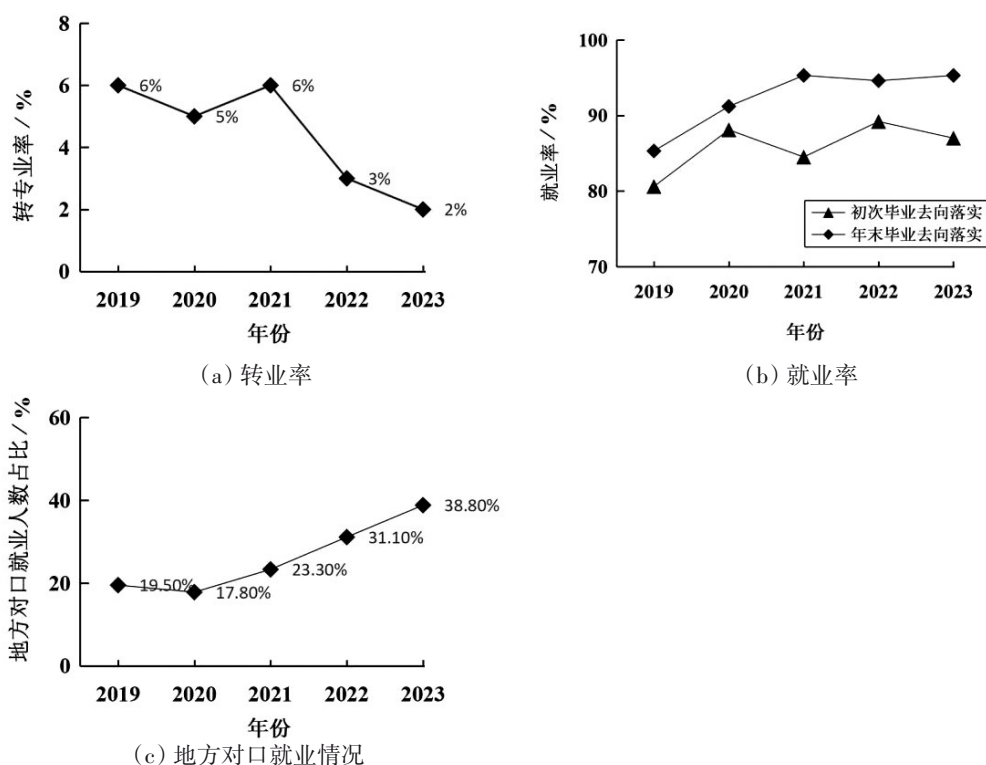 转专业率 / %
8
6
4
2
0
6%
5%
6%
3%
2%
2019 2020 2021 2022 2023
年份
(a) 转业率
就业率 / %
100
90
80
70
初次毕业去向落实
年末毕业去向落实
2019 2020 2021 2022 2023
年份
(b) 就业率
地方对口就业人数占比 / %
60
40
20
0
19.50%
17.80%
23.30%
31.10%
38.80%
2019 2020 2021 2022 2023
年份
(c) 地方对口就业情况